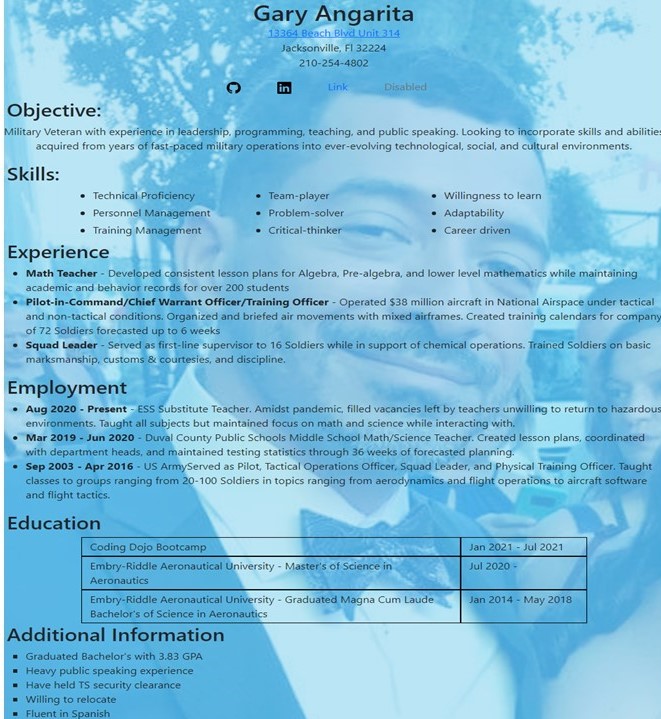 Gary Angarita
13364 Beach Blvd Unit 314
Jacksonville, Fl 32224
210-254-4802
Link Disabled
Objective:
Military Veteran with experience in leadership, programming, teaching, and public speaking. Looking to incorporate skills and abilities
acquired from years of fast-paced military operations into ever-evolving technological, social, and cultural environments.
Skills:
• Technical Proficiency • Team-player • Willingness to learn
• Personnel Management • Problem-solver • Adaptability
• Training Management • Critical-thinker • Career driven
Experience
• Math Teacher - Developed consistent lesson plans for Algebra, Pre-algebra, and lower level mathematics while maintaining
academic and behavior records for over 200 students
• Pilot-in-Command/Chief Warrant Officer/Training Officer - Operated $38 million aircraft in National Airspace under tactical
and non-tactical conditions. Organized and briefed air movements with mixed airframes. Created training calendars for company
of 72 Soldiers forecasted up to 6 weeks
• Squad Leader - Served as first-line supervisor to 16 Soldiers while in support of chemical operations. Trained Soldiers on basic
marksmanship, customs & courtesies, and discipline.
Employment
• Aug 2020 - Present - ESS Substitute Teacher. Amidst pandemic, filled vacancies left by teachers unwilling to return to hazardous
environments. Taught all subjects but maintained focus on math and science while interacting with.
• Mar 2019 - Jun 2020 - Duval County Public Schools Middle School Math/Science Teacher. Created lesson plans, coordinated
with department heads, and maintained testing statistics through 36 weeks of forecasted planning.
• Sep 2003 - Apr 2016 - US ArmyServed as Pilot, Tactical Operations Officer, Squad Leader, and Physical Training Officer. Taught
classes to groups ranging from 20-100 Soldiers in topics ranging from aerodynamics and flight operations to aircraft software
and flight tactics.
Education
Coding Dojo Bootcamp Jan 2021 - Jul 2021
Embry-Riddle Aeronautical University - Master's of Science in Jul 2020 -
Aeronautics
Embry-Riddle Aeronautical University - Graduated Magna Cum Laude Jan 2014 - May 2018
Bachelor's of Science in Aeronautics
Additional Information
▪ Graduated Bachelor's with 3.83 GPA
▪ Heavy public speaking experience
▪ Have held TS security clearance
▪ Willing to relocate
▪ Fluent in Spanish